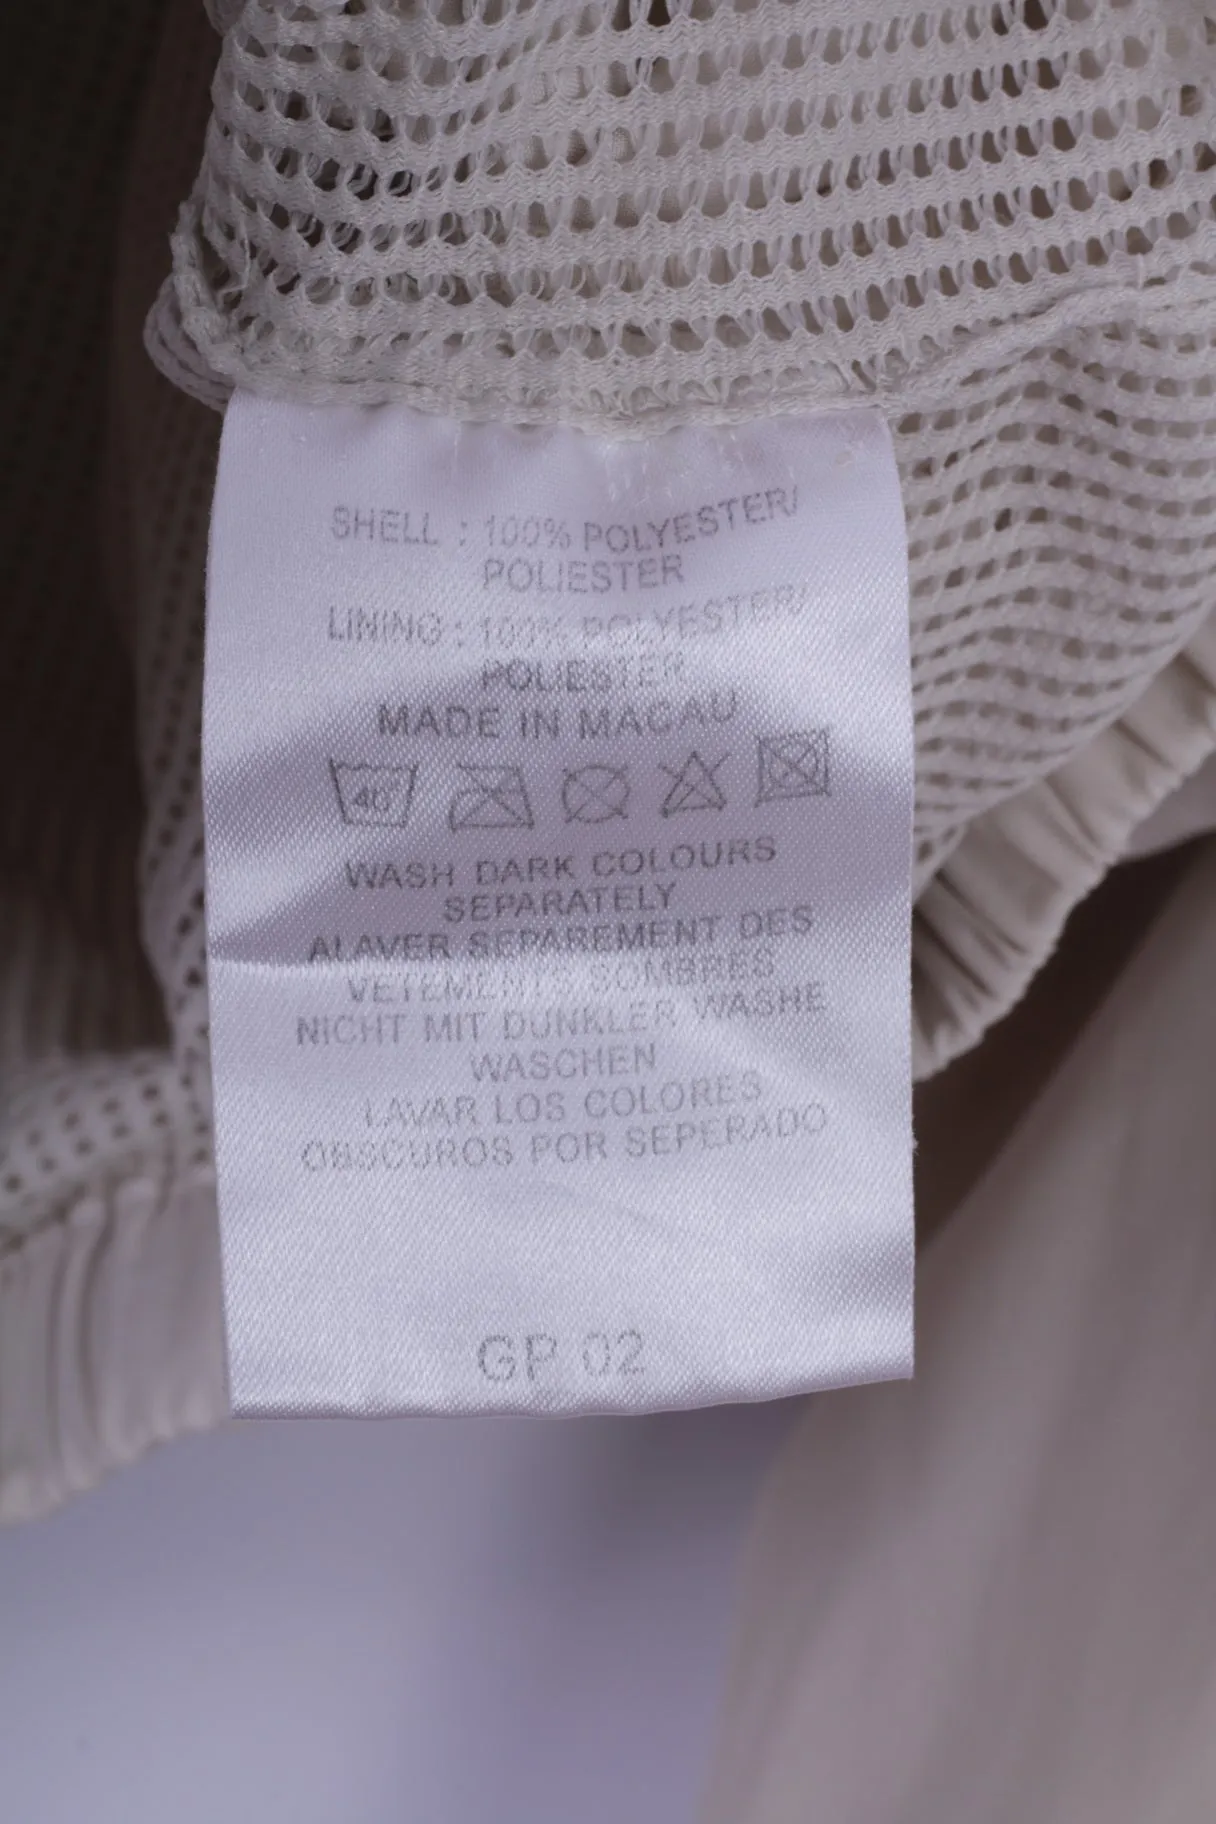 SHELL : 100% POLYESTER/
POLIESTER
LINING : 100% POLYESTER/
POLIESTER
MADE IN MACAU
40°
WASH DARK COLOURS
SEPARATELY
ALAVER SEPAREMENT DES
VETEMENTS SOMBRES
NICHT MIT DUNKLER WASHE
WASCHEN
LAVAR LOS COLORES
OBSCUROS POR SEPERADO
GP 02